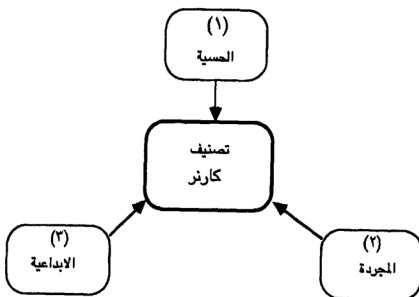 (١)
الحسية
تصنيف
كارنر
(٢)
المجردة
(٣)
الابداعية